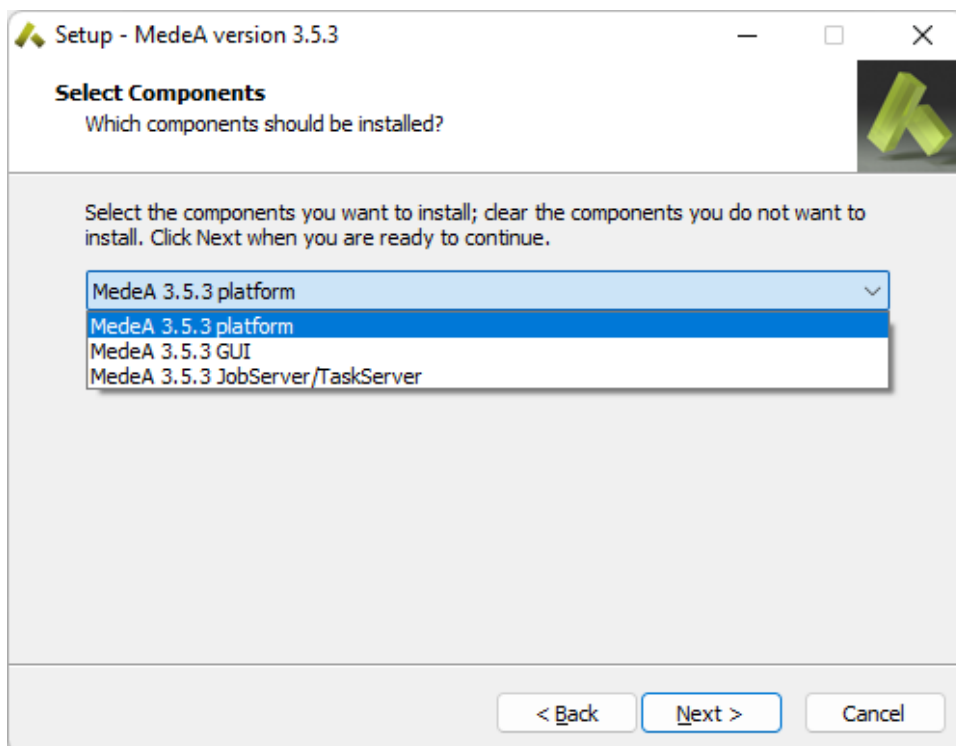 Setup - MedeA version 3.5.3
Select Components
Which components should be installed?
Select the components you want to install; clear the components you do not want to
install. Click Next when you are ready to continue.
MedeA 3.5.3 platform
MedeA 3.5.3 platform
MedeA 3.5.3 GUI
MedeA 3.5.3 JobServer/TaskServer
< Back
Next >
Cancel